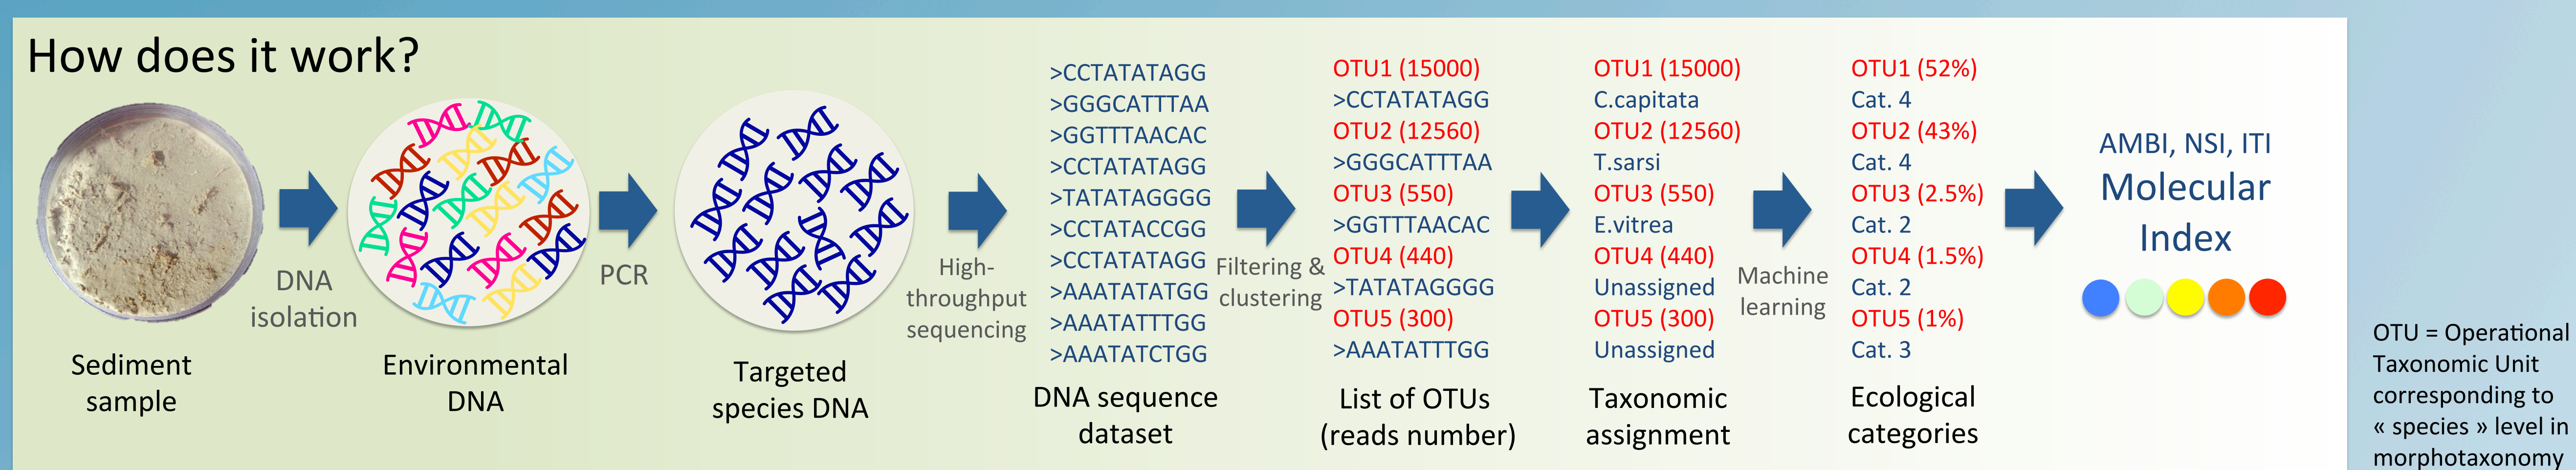 How does it work?
Sediment
sample
DNA
isolation
Environmental
DNA
PCR
Targeted
species DNA
High-
throughput
sequencing
>CCTATATAGG
>GGGCATTTAA
>GGTTTAACAC
>CCTATATAGG
>TATATAGGGG
>CCTATACCGG
>CCTATATAGG
>AAATATATGG
>AAATATTTGG
>AAATATCTGG
DNA sequence
dataset
Filtering &
clustering
OTU1 (15000)
>CCTATATAGG
OTU2 (12560)
>GGGCATTTAA
OTU3 (550)
>GGTTTAACAC
OTU4 (440)
>TATATAGGGG
OTU5 (300)
>AAATATTTGG
List of OTUs
(reads number)
OTU1 (15000)
C.capitata
OTU2 (12560)
T.sarsi
OTU3 (550)
E.vitrea
OTU4 (440)
Unassigned
OTU5 (300)
Unassigned
Taxonomic
assignment
Machine
learning
OTU1 (52%)
Cat. 4
OTU2 (43%)
Cat. 4
OTU3 (2.5%)
Cat. 2
OTU4 (1.5%)
Cat. 2
OTU5 (1%)
Cat. 3
Ecological
categories
AMBI, NSI, ITI
Molecular
Index
OTU = Operational
Taxonomic Unit
corresponding to
« species » level in
morphotaxonomy